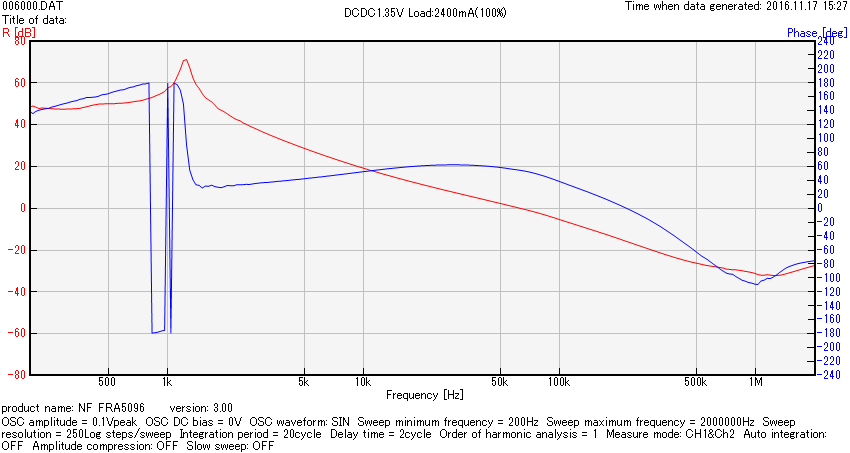 006000.DAT
DCDC1.35V Load:2400mA(100%)
Time when data generated: 2016.11.17 15:27
Title of data:
R [dB]
Phase [deg]
80
60
40
20
0
-20
-40
-60
-80
240
220
200
180
160
140
120
100
80
60
40
20
0
-20
-40
-60
-80
-100
-120
-140
-160
-180
-200
-220
-240
500
1k
5k
10k
50k
100k
500k
1M
Frequency [Hz]
product name: NF FRA5096 version: 3.00
OSC amplitude = 0.1Vpeak OSC DC bias = 0V OSC waveform: SIN Sweep minimum frequency = 200Hz Sweep maximum frequency = 2000000Hz Sweep
resolution = 250Log steps/sweep Integration period = 20cycle Delay time = 2cycle Order of harmonic analysis = 1 Measure mode: CH1&Ch2 Auto integration:
OFF Amplitude compression: OFF Slow sweep: OFF